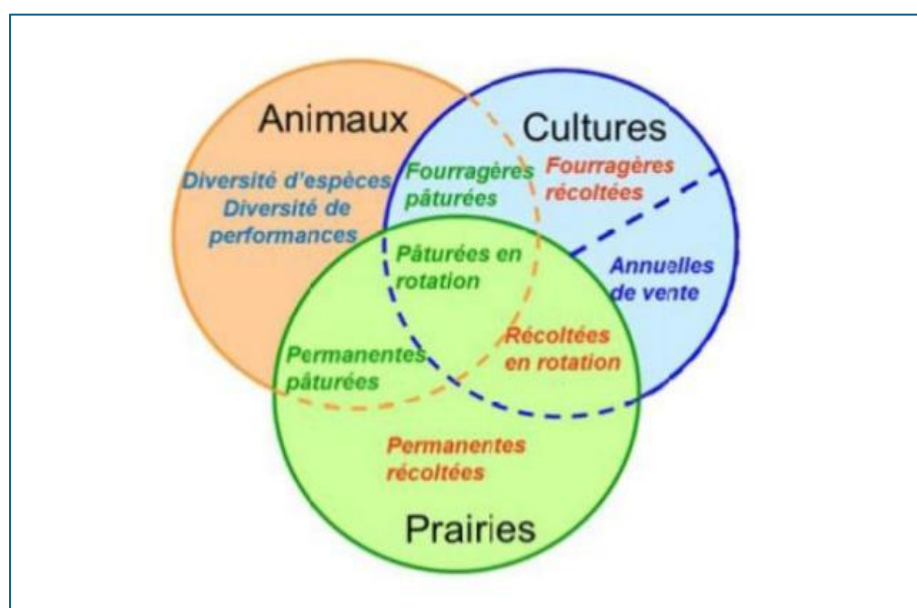 Animaux
Cultures
Diversité d'espèces
Diversité de
performances
Fourragères
pâturées
Fourragères
récoltées
Pâturées en
rotation
Annuelles
de vente
Permanentes
pâturées
Récoltées
en rotation
Permanentes
récoltées
Prairies